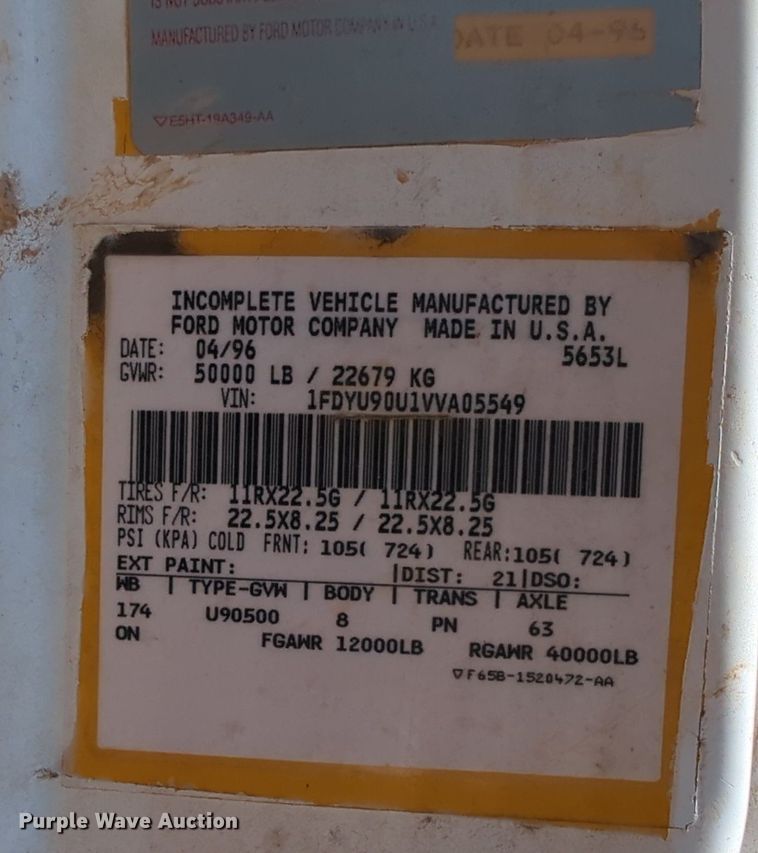 MANUFACTURED BY FORD MOTOR COMPANY IN U.S.A.
DATE 04-96
▽E5HT-19A349-AA
INCOMPLETE VEHICLE MANUFACTURED BY
FORD MOTOR COMPANY MADE IN U.S.A.
DATE: 04/96 5653L
GVWR: 50000 LB / 22679 KG
VIN: 1FDYU90U1VVA05549
TIRES F/R: 11RX22.5G / 11RX22.5G
RIMS F/R: 22.5X8.25 / 22.5X8.25
PSI (KPA) COLD FRNT: 105( 724) REAR:105( 724)
EXT PAINT: |DIST: 21|DSO:
WB | TYPE-GVW | BODY | TRANS | AXLE
174 U90500 8 PN 63
ON FGAWR 12000LB RGAWR 40000LB
▽F65B-1520472-AA
Purple Wave Auction